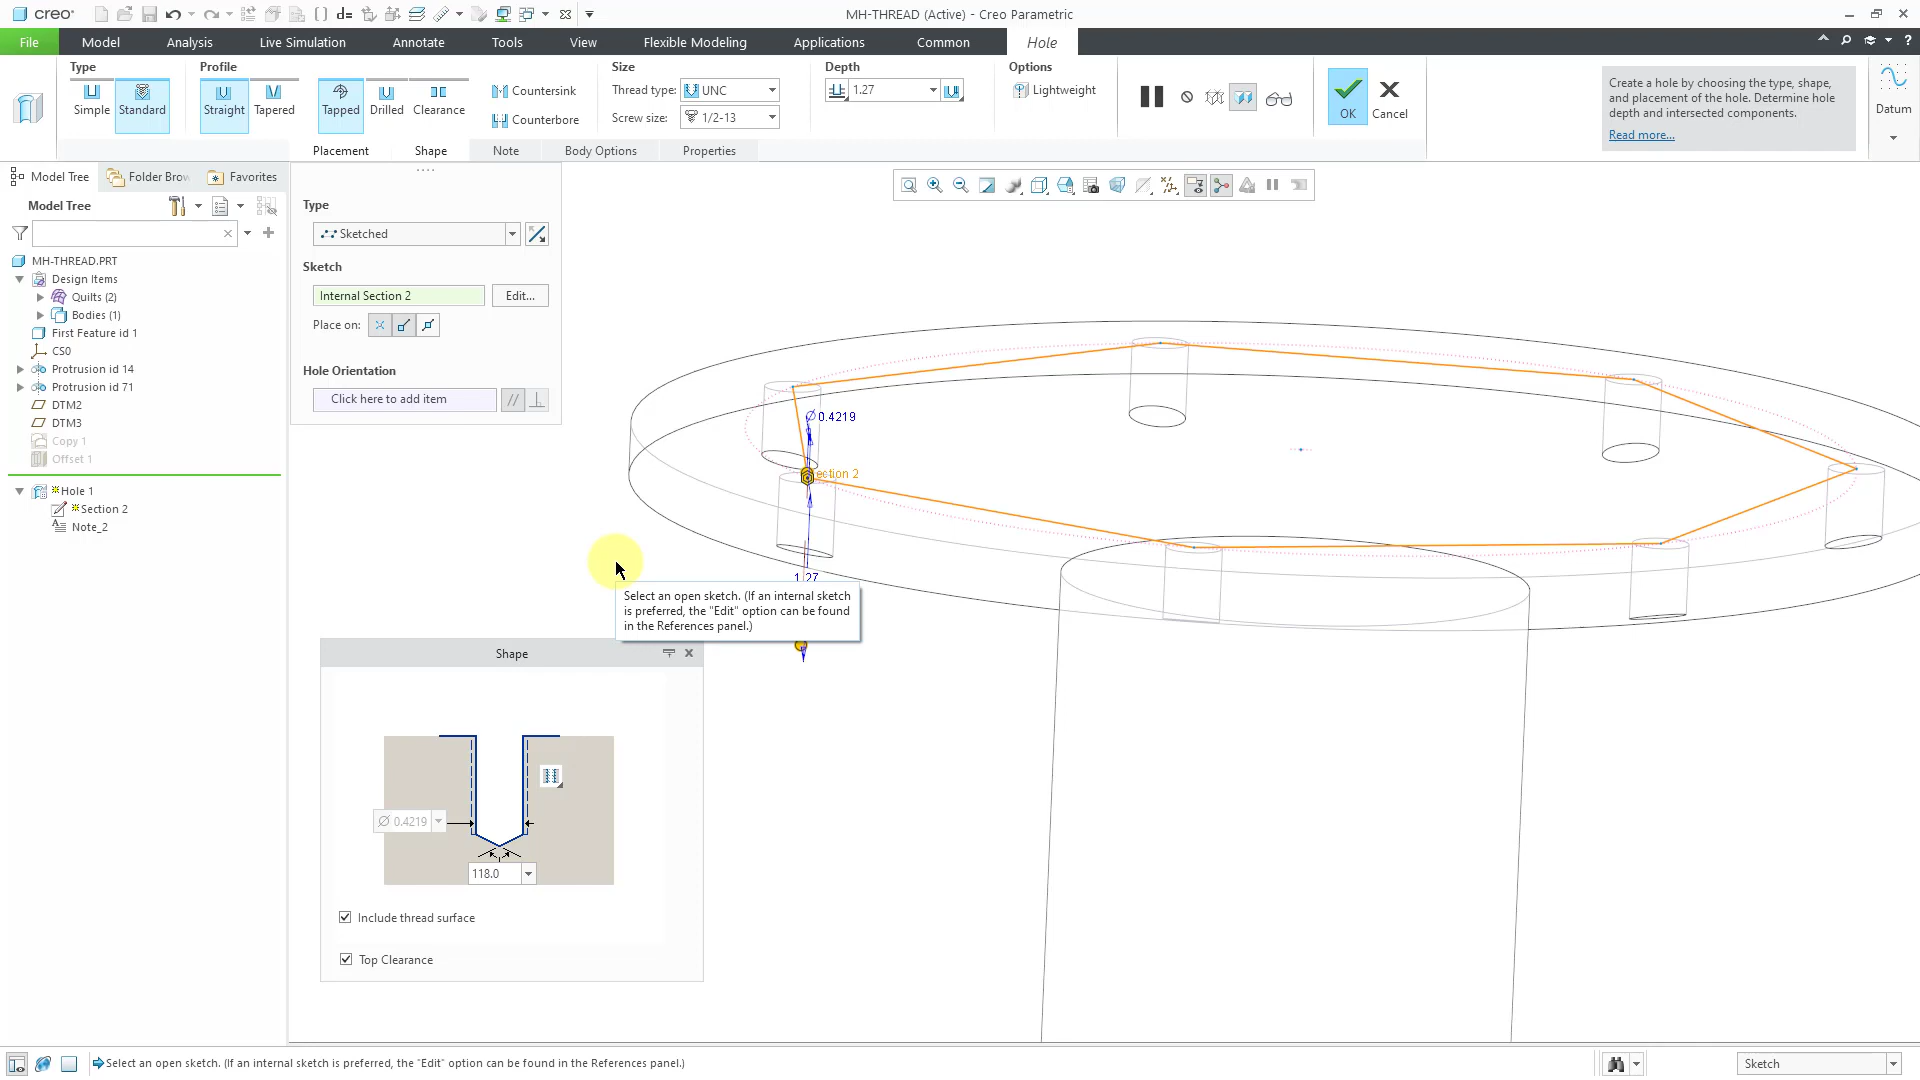 creo
MH-THREAD (Active) - Creo Parametric
File
Model
Analysis
Live Simulation
Annotate
Tools
View
Flexible Modeling
Applications
Common
Hole
Type
Profile
Size
Depth
Options
Simple
Standard
Straight
Tapered
Tapped
Drilled
Clearance
Countersink
Counterbore
Thread type:
UNC
Screw size:
1/2-13
1.27
Lightweight
OK
Cancel
Create a hole by choosing the type, shape,
and placement of the hole. Determine hole
depth and intersected components.
Read more...
Datum
Placement
Shape
Note
Body Options
Properties
Model Tree
Folder Brow
Favorites
Model Tree
MH-THREAD.PRT
Design Items
Quilts (2)
Bodies (1)
First Feature id 1
CS0
Protrusion id 14
Protrusion id 71
DTM2
DTM3
Copy 1
Offset 1
Hole 1
Section 2
Note_2
Type
Sketched
Sketch
Internal Section 2
Edit...
Place on:
Hole Orientation
Click here to add item
0.4219
ection 2
1.27
Select an open sketch. (If an internal sketch
is preferred, the "Edit" option can be found
in the References panel.)
Shape
0.4219
118.0
Include thread surface
Top Clearance
Select an open sketch. (If an internal sketch is preferred, the "Edit" option can be found in the References panel.)
Sketch